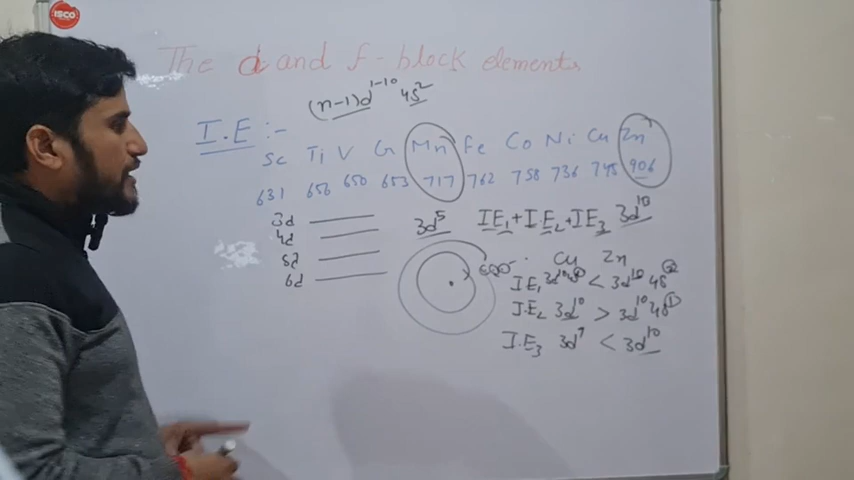 ISCO
The d and f-block elements
(n-1)d¹⁻¹⁰ 4s²
I.E :-
Sc Ti V Cr Mn Fe Co Ni Cu Zn
631 656 650 653 717 762 758 736 745 906
3d
4d
5d
6d
3d⁵ IE₁+IE₂+IE₃ 3d¹⁰
Cu Zn
IE₁ < 3d¹⁰ 4s²
I.E₂ 3d¹⁰ > 3d¹⁰ 4s¹
I.E₃ 3d⁹ < 3d¹⁰